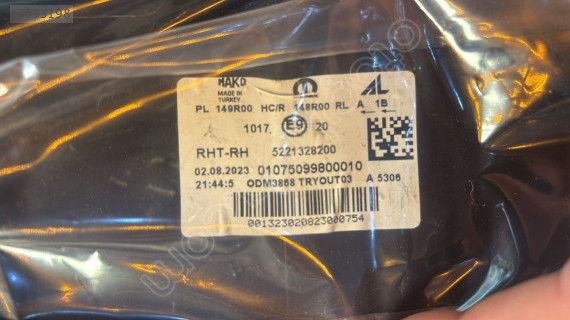 MAKO
MADE IN
TURKEY
AL
PL 149R00 HC/R 148R00 RL A 1B
1017 E9 20
RHT-RH 5221328200
02.08.2023 01075099800010
21:44:5 ODM3868 TRYOUT03 A 5306
001323020823000754